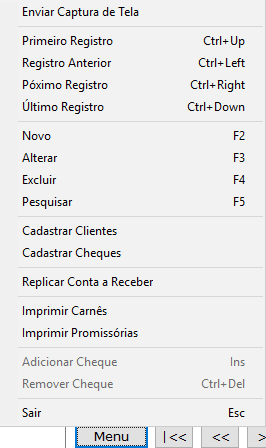 Enviar Captura de Tela
Primeiro Registro Ctrl+Up
Registro Anterior Ctrl+Left
Póximo Registro Ctrl+Right
Último Registro Ctrl+Down
Novo F2
Alterar F3
Excluir F4
Pesquisar F5
Cadastrar Clientes
Cadastrar Cheques
Replicar Conta a Receber
Imprimir Carnês
Imprimir Promissórias
Adicionar Cheque Ins
Remover Cheque Ctrl+Del
Sair Esc
Menu |<< << >